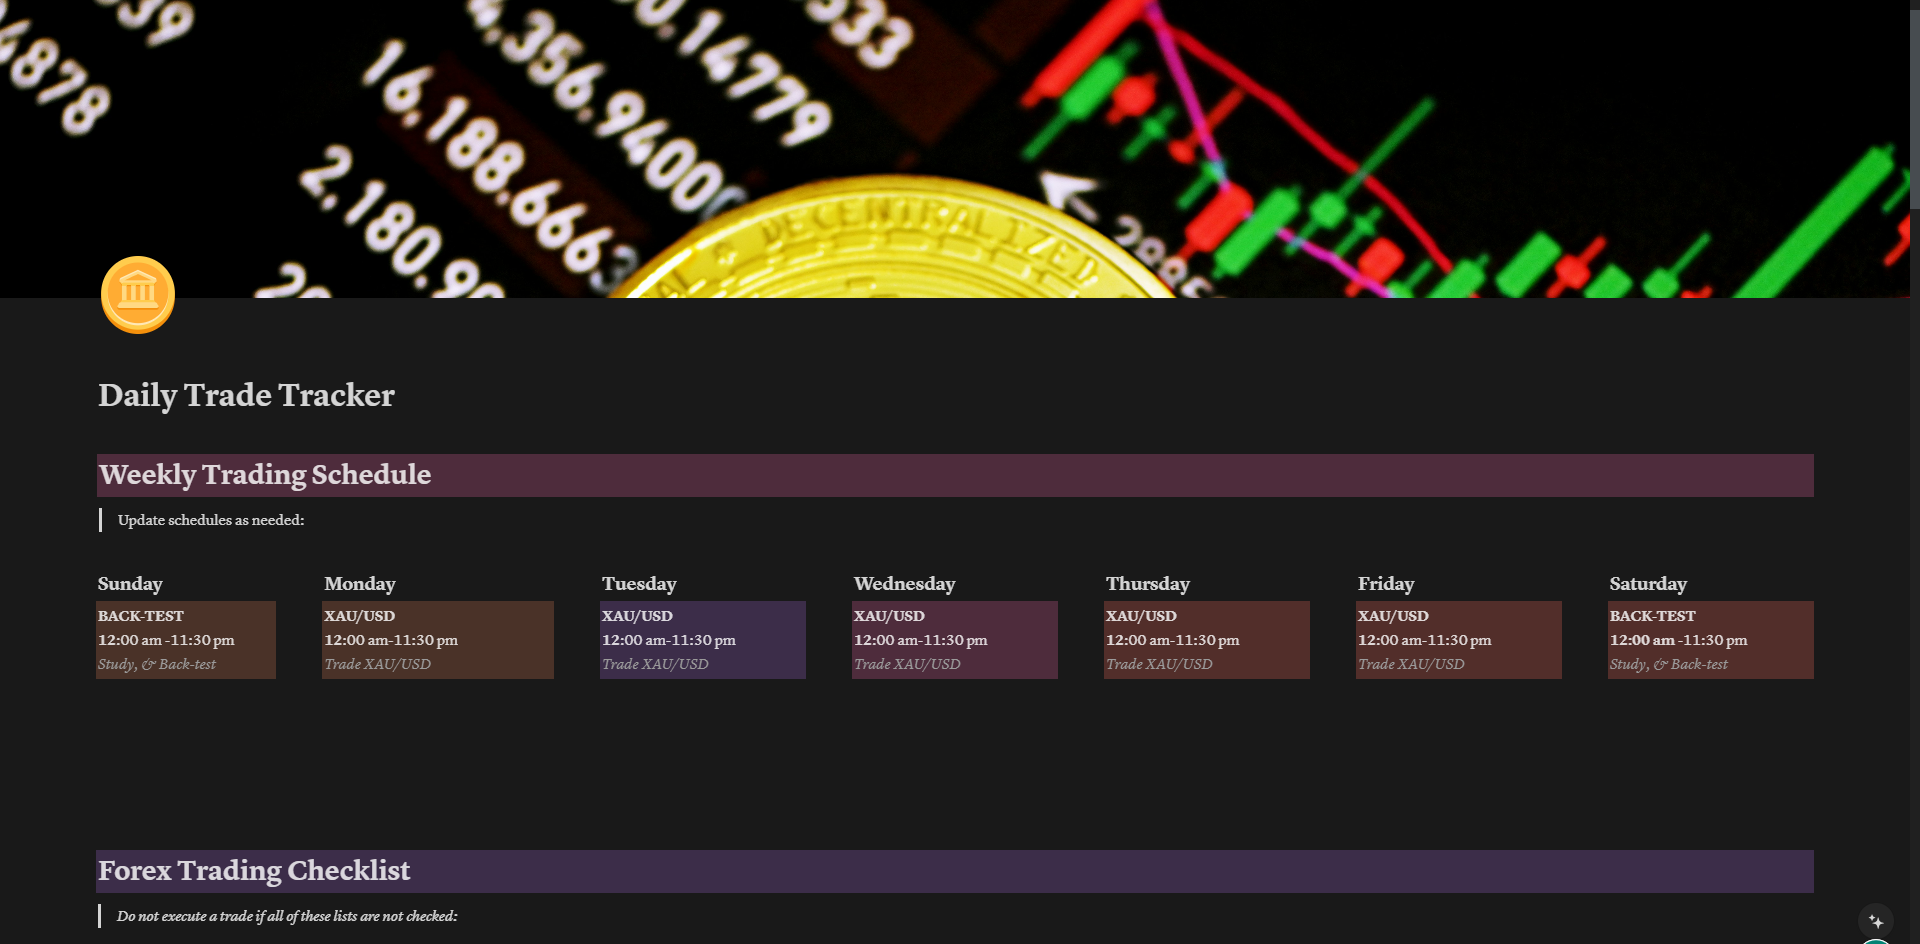 39
4878
16,188.6663
2,180.90
20
4,356.94000
00.14779
533
DECENTRALIZED
Daily Trade Tracker
Weekly Trading Schedule
Update schedules as needed:
Sunday
BACK-TEST
12:00 am -11:30 pm
Study, & Back-test
Monday
XAU/USD
12:00 am-11:30 pm
Trade XAU/USD
Tuesday
XAU/USD
12:00 am-11:30 pm
Trade XAU/USD
Wednesday
XAU/USD
12:00 am-11:30 pm
Trade XAU/USD
Thursday
XAU/USD
12:00 am-11:30 pm
Trade XAU/USD
Friday
XAU/USD
12:00 am-11:30 pm
Trade XAU/USD
Saturday
BACK-TEST
12:00 am -11:30 pm
Study, & Back-test
Forex Trading Checklist
Do not execute a trade if all of these lists are not checked: